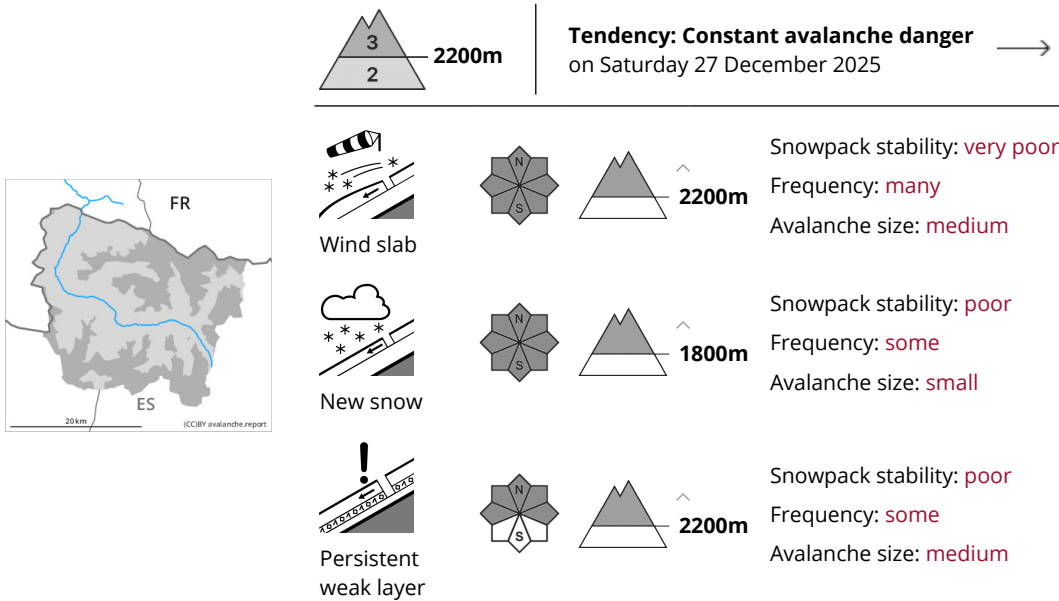 3
2
2200m
Tendency: Constant avalanche danger
on Saturday 27 December 2025
FR
ES
20 km
(CC)BY avalanche.report
Wind slab
N
S
2200m
Snowpack stability: very poor
Frequency: many
Avalanche size: medium
New snow
N
S
1800m
Snowpack stability: poor
Frequency: some
Avalanche size: small
Persistent
weak layer
N
S
2200m
Snowpack stability: poor
Frequency: some
Avalanche size: medium